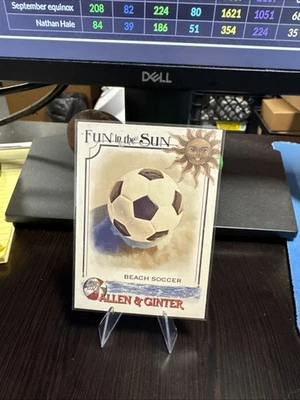 September equinox 208 82 224 80 1621 1051 68
Nathan Hale 84 39 186 51 354 224 35
DELL
FUN in the SUN
BEACH SOCCER
ALLEN & GINTER